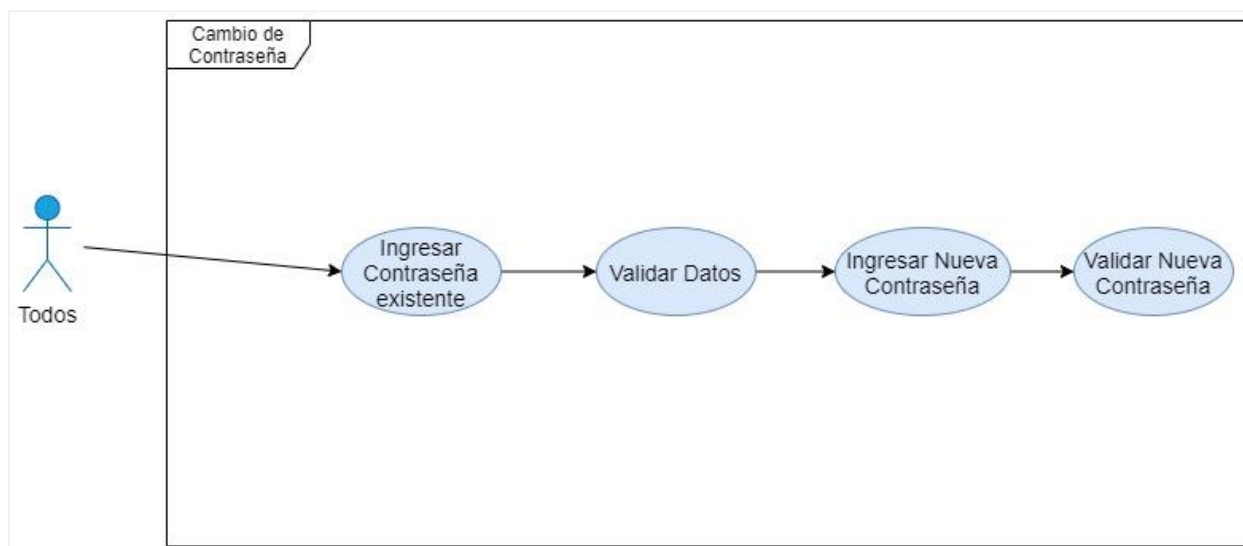 Cambio de
Contraseña
Todos
Ingresar
Contraseña
existente
Validar Datos
Ingresar Nueva
Contraseña
Validar Nueva
Contraseña